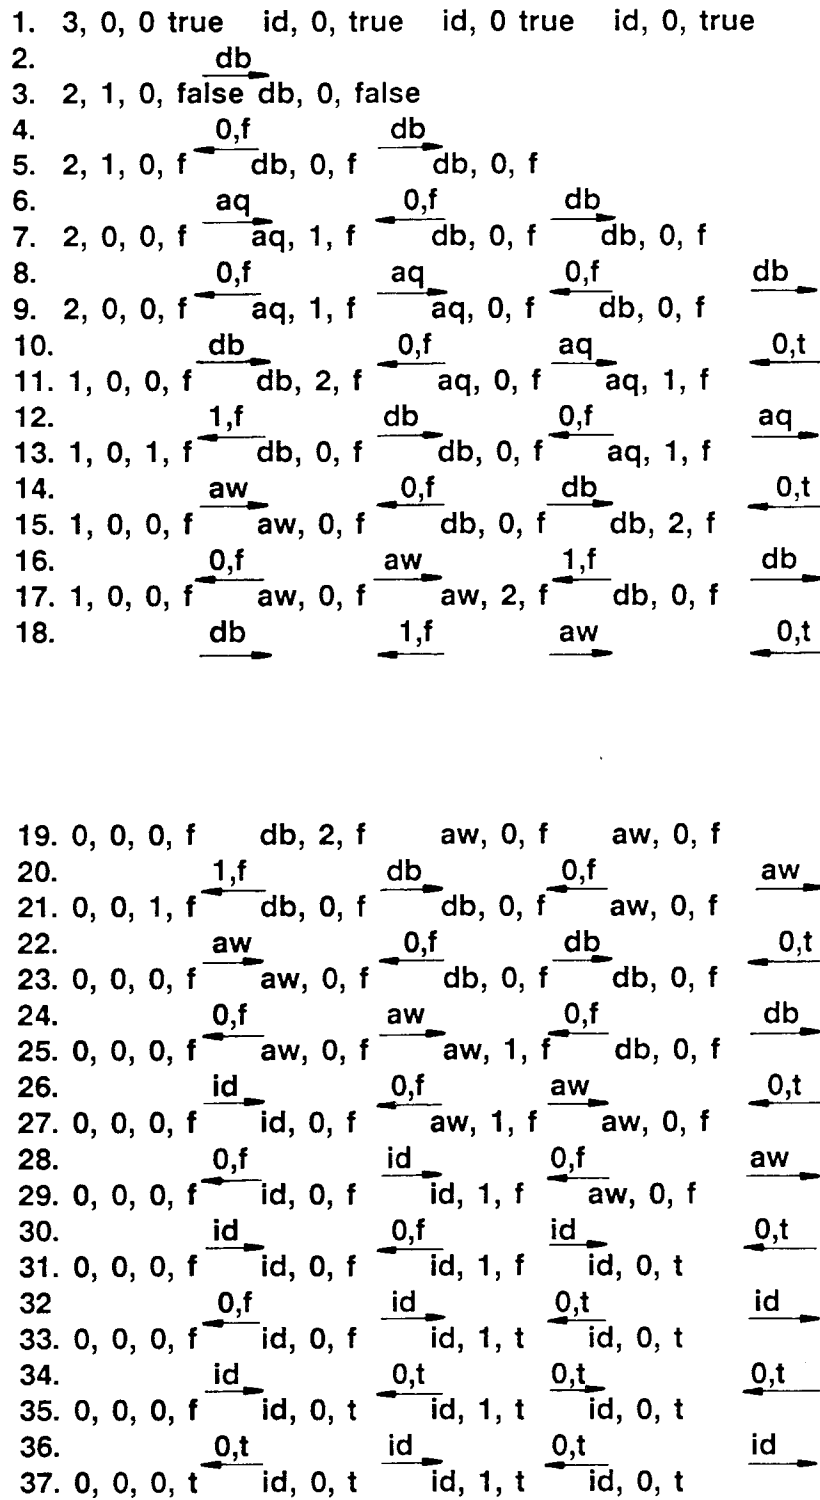 1. 3, 0, 0 true id, 0, true id, 0 true id, 0, true
2. db
3. 2, 1, 0, false db, 0, false
4. 0,f db
5. 2, 1, 0, f db, 0, f db, 0, f
6. aq 0,f db
7. 2, 0, 0, f aq, 1, f db, 0, f db, 0, f
8. 0,f aq 0,f db
9. 2, 0, 0, f aq, 1, f aq, 0, f db, 0, f
10. db 0,f aq 0,t
11. 1, 0, 0, f db, 2, f aq, 0, f aq, 1, f
12. 1,f db 0,f aq
13. 1, 0, 1, f db, 0, f db, 0, f aq, 1, f
14. aw 0,f db 0,t
15. 1, 0, 0, f aw, 0, f db, 0, f db, 2, f
16. 0,f aw 1,f db
17. 1, 0, 0, f aw, 0, f aw, 2, f db, 0, f
18. db 1,f aw 0,t
19. 0, 0, 0, f db, 2, f aw, 0, f aw, 0, f
20. 1,f db 0,f aw
21. 0, 0, 1, f db, 0, f db, 0, f aw, 0, f
22. aw 0,f db 0,t
23. 0, 0, 0, f aw, 0, f db, 0, f db, 0, f
24. 0,f aw 0,f db
25. 0, 0, 0, f aw, 0, f aw, 1, f db, 0, f
26. id 0,f aw 0,t
27. 0, 0, 0, f id, 0, f aw, 1, f aw, 0, f
28. 0,f id 0,f aw
29. 0, 0, 0, f id, 0, f id, 1, f aw, 0, f
30. id 0,f id 0,t
31. 0, 0, 0, f id, 0, f id, 1, f id, 0, t
32 0,f id 0,t id
33. 0, 0, 0, f id, 0, f id, 1, t id, 0, t
34. id 0,t 0,t 0,t
35. 0, 0, 0, f id, 0, t id, 1, t id, 0, t
36. 0,t id 0,t id
37. 0, 0, 0, t id, 0, t id, 1, t id, 0, t